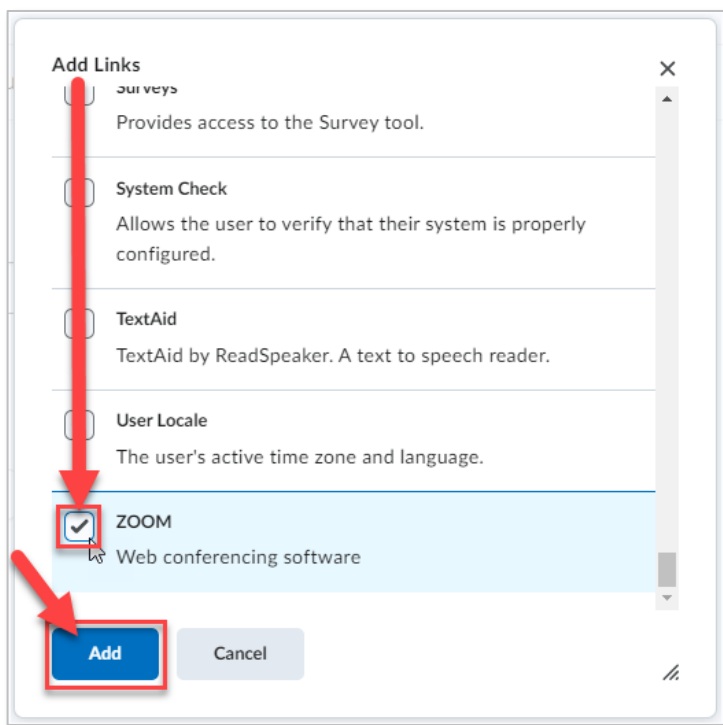 Add Links
Surveys
Provides access to the Survey tool.
System Check
Allows the user to verify that their system is properly
configured.
TextAid
TextAid by ReadSpeaker. A text to speech reader.
User Locale
The user's active time zone and language.
ZOOM
Web conferencing software
Add
Cancel